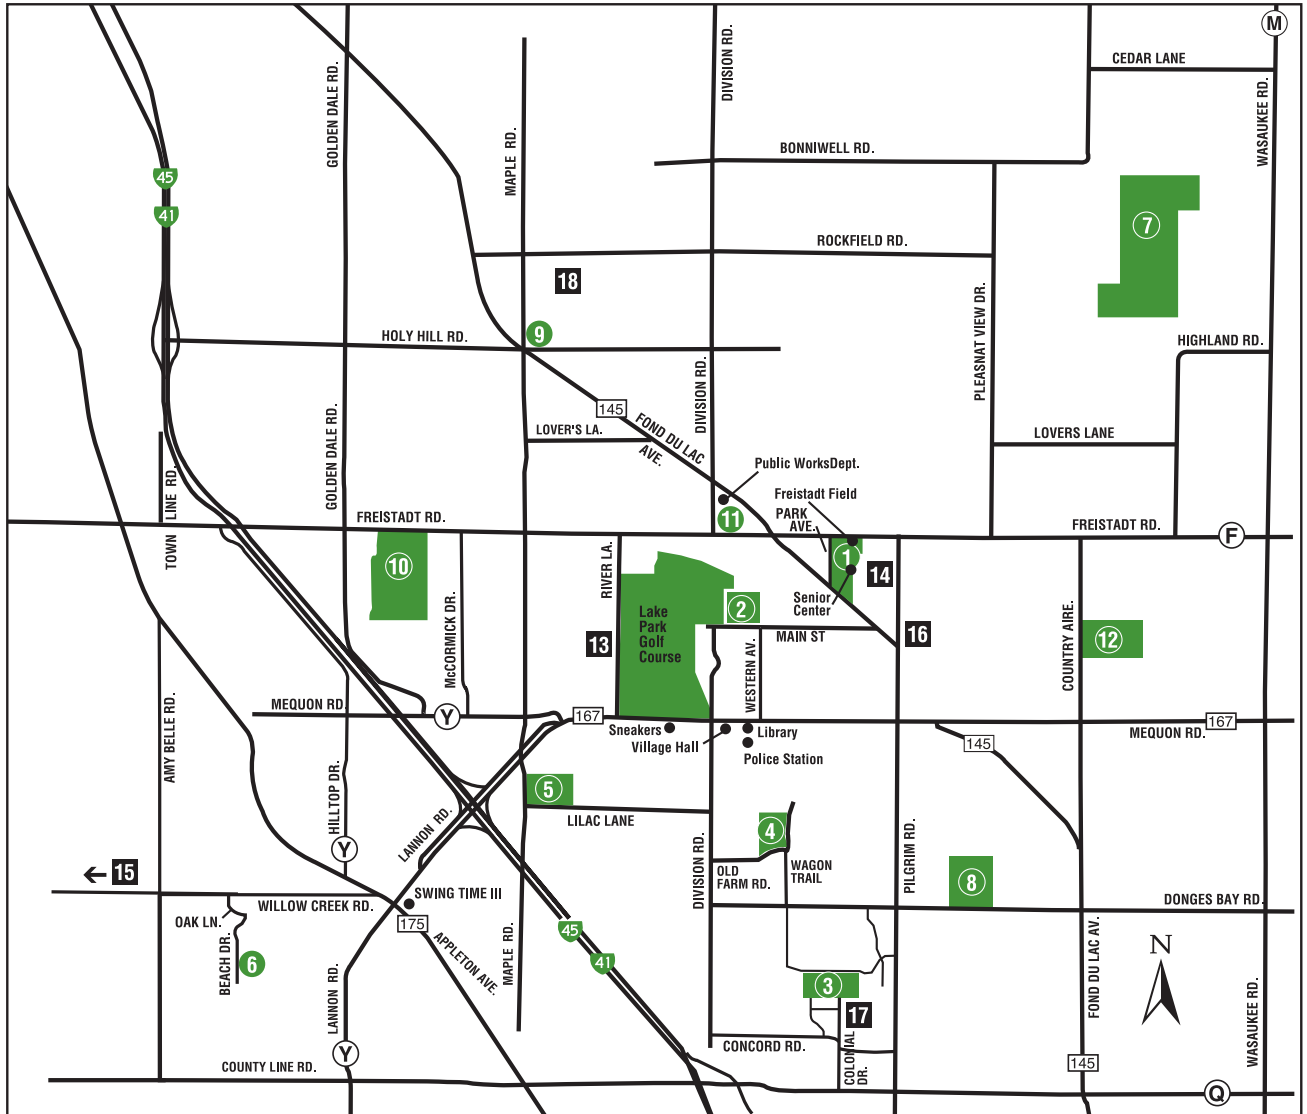 M
CEDAR LANE
DIVISION RD.
GOLDEN DALE RD.
WASAUKEE RD.
MAPLE RD.
BONNIWELL RD.
45
41
7
ROCKFIELD RD.
18
PLEASNAT VIEW DR.
9
HOLY HILL RD.
HIGHLAND RD.
DIVISION RD.
145
FOND DU LAC
AVE.
GOLDEN DALE RD.
LOVER'S LA.
LOVERS LANE
Public WorksDept.
TOWN LINE RD.
Freistadt Field
PARK
AVE.
FREISTADT RD.
11
FREISTADT RD.
F
10
RIVER LA.
1
14
McCORMICK DR.
Senior
Center
2
Lake
Park
Golf
Course
MAIN ST
16
13
WESTERN AV.
COUNTRY AIRE.
12
MEQUON RD.
Y
167
Sneakers
Village Hall
Library
Police Station
145
167
MEQUON RD.
AMY BELLE RD.
HILLTOP DR.
5
LILAC LANE
4
LANNON RD.
Y
DIVISION RD.
OLD
FARM RD.
WAGON
TRAIL
PILGRIM RD.
8
15
SWING TIME III
WILLOW CREEK RD.
OAK LN.
175
DONGES BAY RD.
BEACH DR.
6
APPLETON AVE.
MAPLE RD.
45
41
FOND DU LAC AV.
N
3
17
LANNON RD.
WASAUKEE RD.
CONCORD RD.
COLONIAL
DR.
Y
COUNTY LINE RD.
145
Q